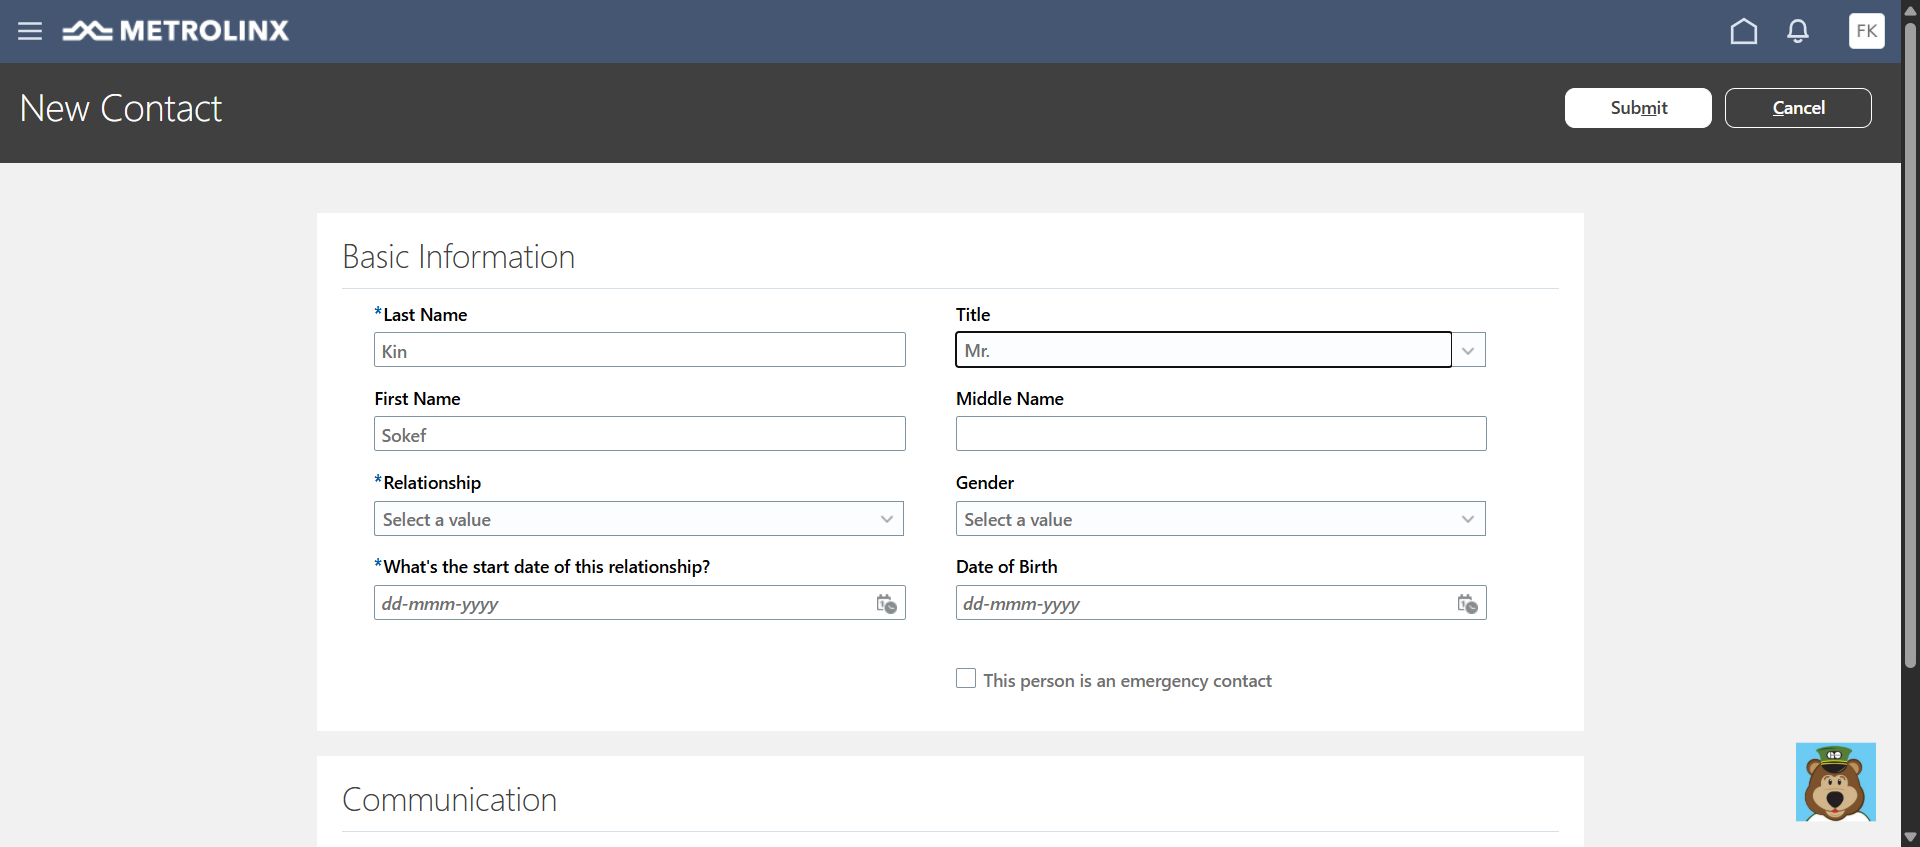 METROLINX
FK
New Contact
Submit
Cancel
Basic Information
*Last Name
Title
Kin
Mr.
First Name
Middle Name
Sokef
*Relationship
Gender
Select a value
Select a value
*What's the start date of this relationship?
Date of Birth
dd-mmm-yyyy
dd-mmm-yyyy
This person is an emergency contact
Communication